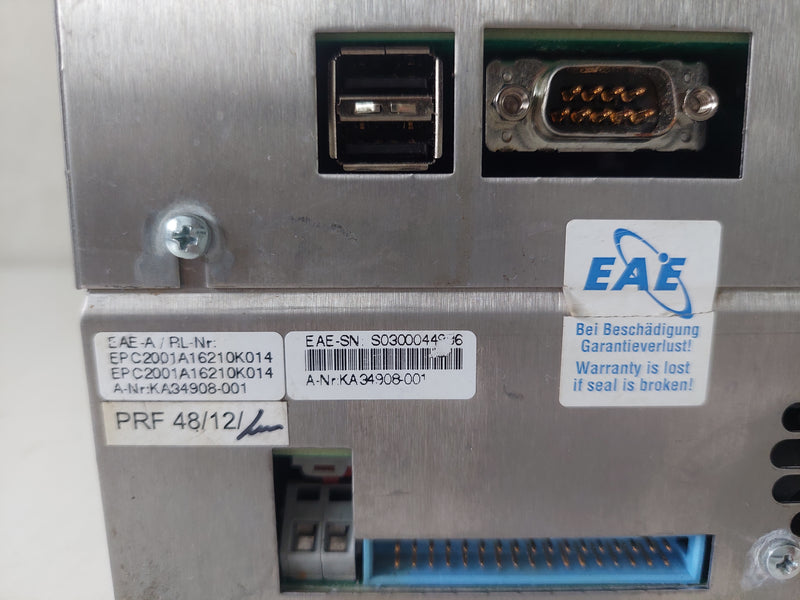 EAE
Bei Beschädigung
Garantieverlust!
Warranty is lost
if seal is broken!
EAE-A / RL-Nr:
EPC2001A16210K014
EPC2001A16210K014
A-Nr:KA34908-001
EAE-SN:
A-Nr:KA34908-001
PRF 48/12/